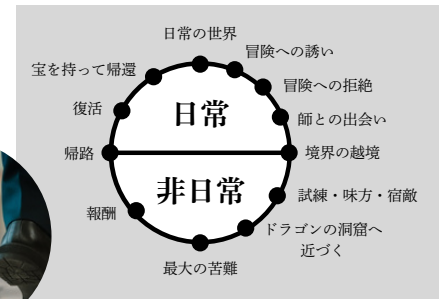 日常の世界
冒険への誘い
冒険への拒絶
師との出会い
境界の越境
試練・味方・宿敵
ドラゴンの洞窟へ
近づく
最大の苦難
報酬
帰路
復活
宝を持って帰還
日常
非日常